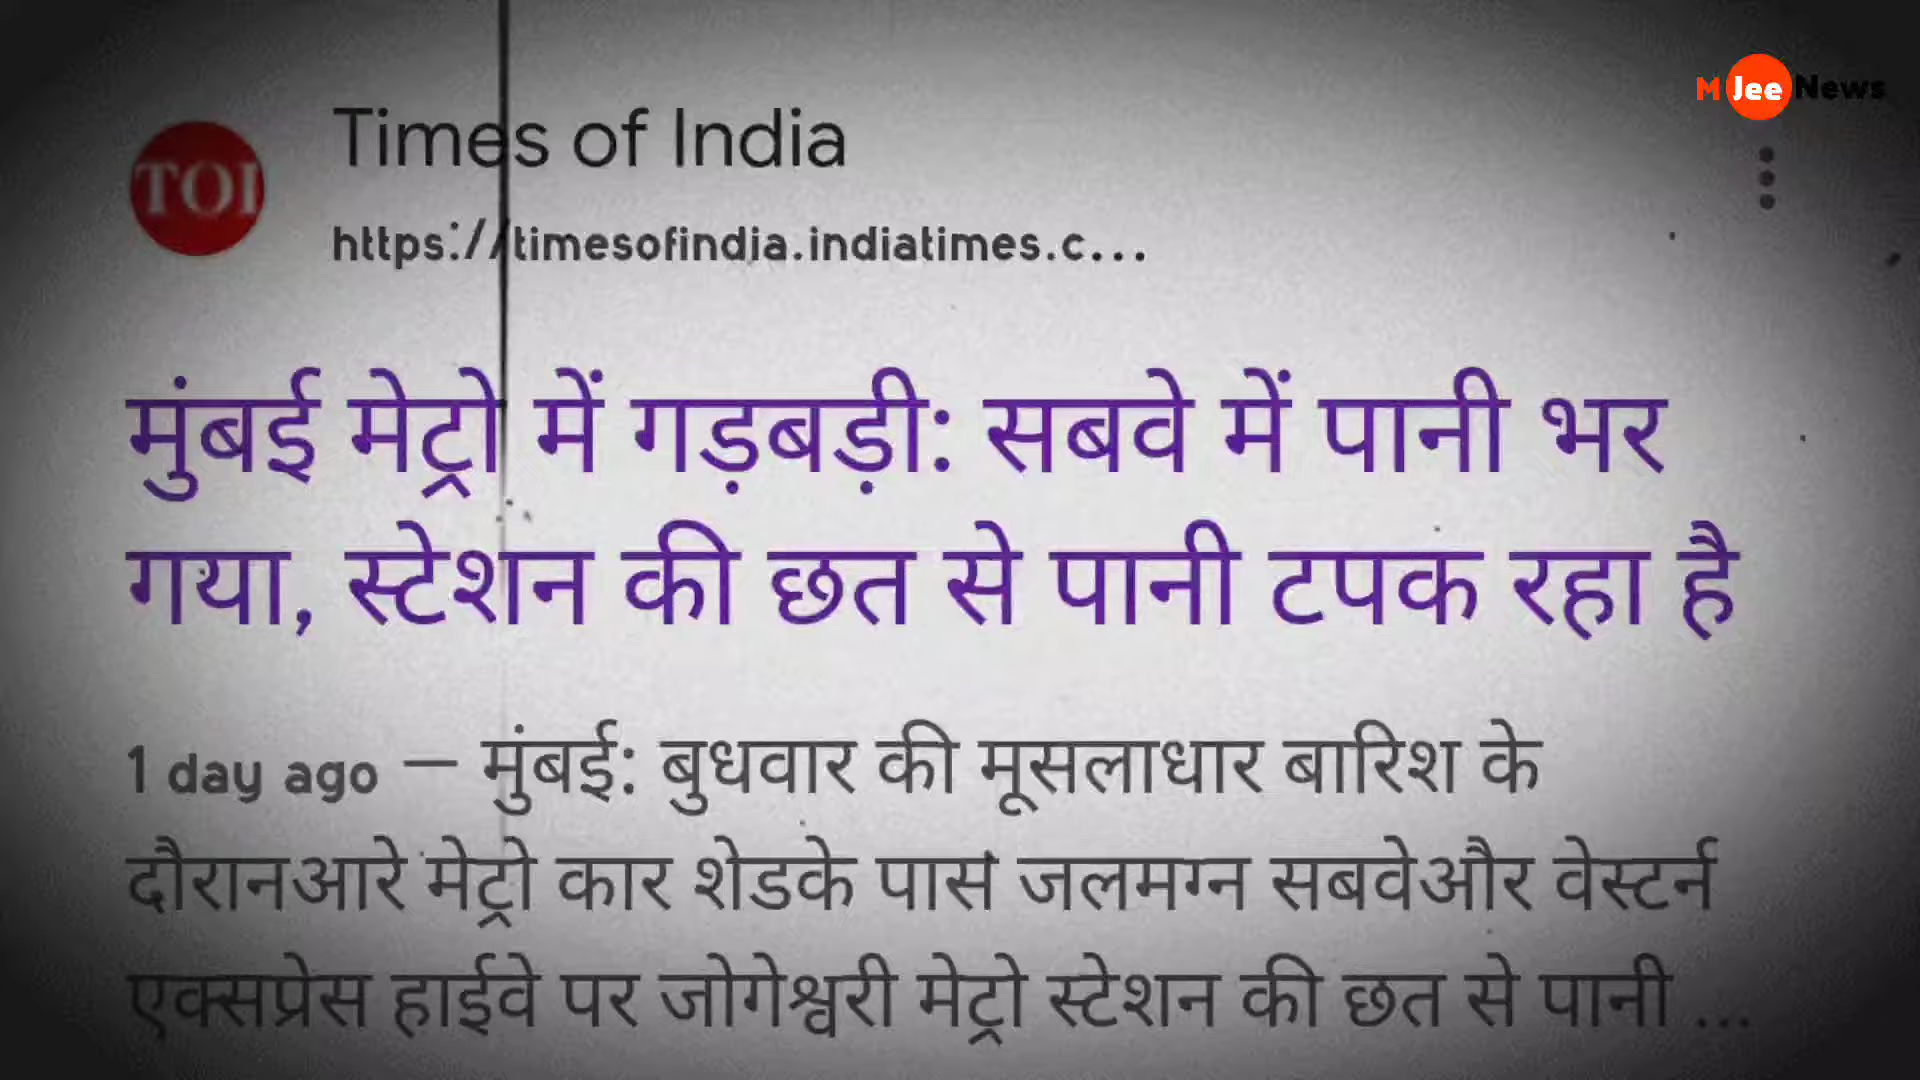 M Jee News
TOI
Times of India
https://timesofindia.indiatimes.c...
मुंबई मेट्रो में गड़बड़ी: सबवे में पानी भर
गया, स्टेशन की छत से पानी टपक रहा है
1 day ago — मुंबई: बुधवार की मूसलाधार बारिश के
दौरानआरे मेट्रो कार शेडके पास जलमग्न सबवेऔर वेस्टर्न
एक्सप्रेस हाईवे पर जोगेश्वरी मेट्रो स्टेशन की छत से पानी ...